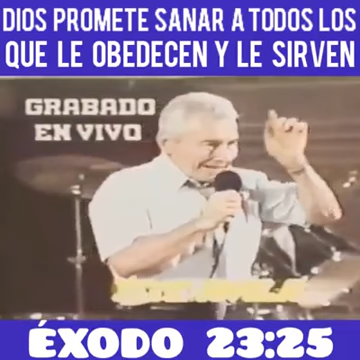 DIOS PROMETE SANAR A TODOS LOS
QUE LE OBEDECEN Y LE SIRVEN
GRABADO
EN VIVO
ÉXODO 23:25